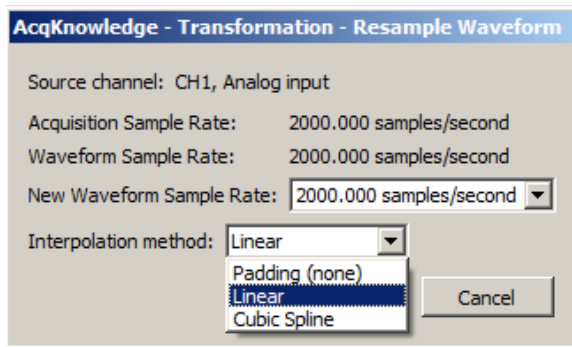 AcqKnowledge - Transformation - Resample Waveform
Source channel: CH1, Analog input
Acquisition Sample Rate: 2000.000 samples/second
Waveform Sample Rate: 2000.000 samples/second
New Waveform Sample Rate: 2000.000 samples/second
Interpolation method: Linear
Padding (none)
Linear
Cubic Spline
Cancel